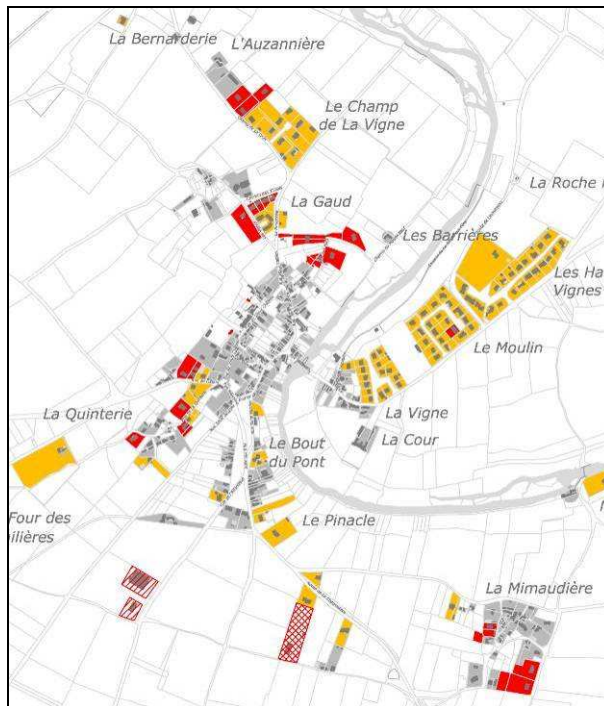 La Bernarderie
L'Auzannière
Le Champ
de La Vigne
La Roche
La Gaud
Les Barrières
Les Ha
Vignes
Le Moulin
La Vigne
La Quinterie
La Cour
Le Bout
du Pont
Le Pinacle
Four des
ilières
La Mimaudière